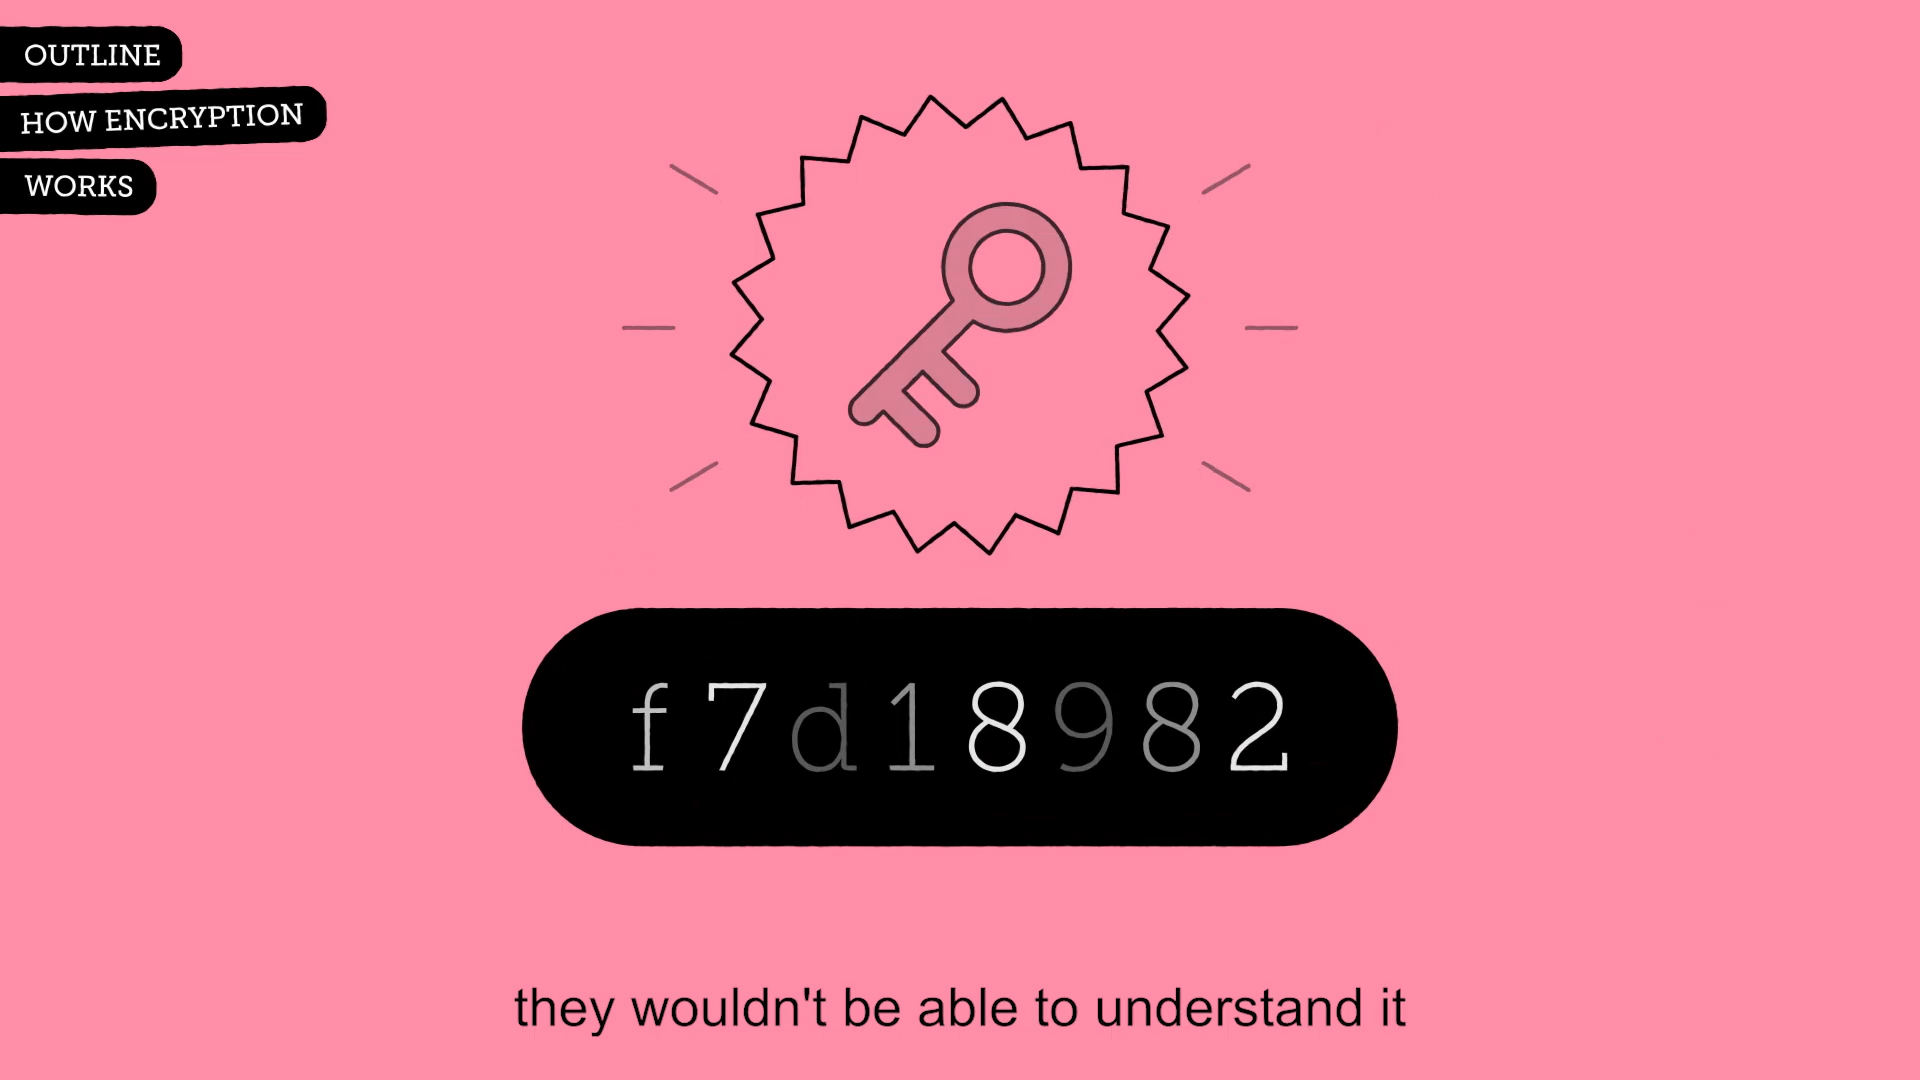 OUTLINE
HOW ENCRYPTION
WORKS
f7d18982
they wouldn't be able to understand it